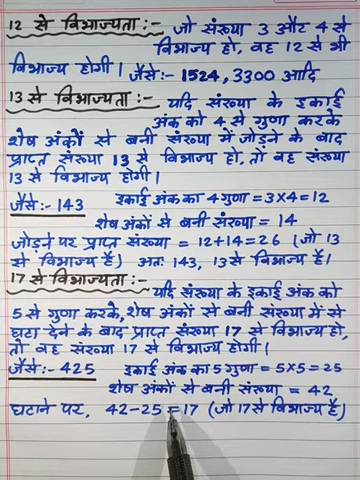 12 से विभाज्यता :- जो संख्या 3 और 4 से
विभाज्य हो, वह 12 से भी
विभाज्य होगी। जैसे:- 1524, 3300 आदि
13 से विभाज्यता :- यदि संख्या के इकाई
अंक को 4 से गुणा करके
शेष अंकों से बनी संख्या में जोड़ने के बाद
प्राप्त संख्या 13 से विभाज्य हो, तो वह संख्या
13 से विभाज्य होगी।
जैसे:- 143 इकाई अंक का 4 गुणा = 3×4=12
शेष अंकों से बनी संख्या = 14
जोड़ने पर प्राप्त संख्या = 12+14=26 (जो 13
से विभाज्य है) अतः 143, 13 से विभाज्य है।
17 से विभाज्यता :- यदि संख्या के इकाई अंक को
5 से गुणा करके, शेष अंकों से बनी संख्या में से
घटा देने के बाद प्राप्त संख्या 17 से विभाज्य हो,
तो वह संख्या 17 से विभाज्य होगी।
जैसे:- 425 इकाई अंक का 5 गुणा = 5×5=25
शेष अंकों से बनी संख्या = 42
घटाने पर, 42-25=17 (जो 17 से विभाज्य है)